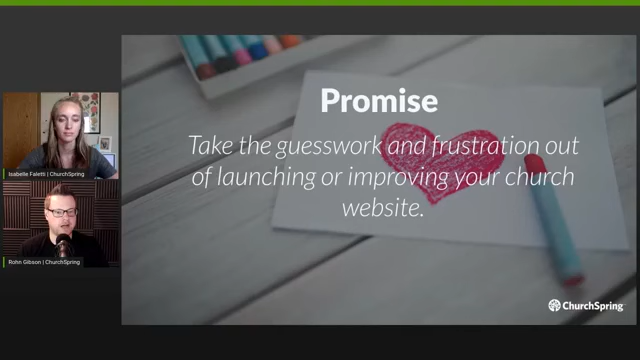 Promise
Take the guesswork and frustration out
of launching or improving your church
website.
Isabelle Faletti | ChurchSpring
Rohn Gibson | ChurchSpring
ChurchSpring